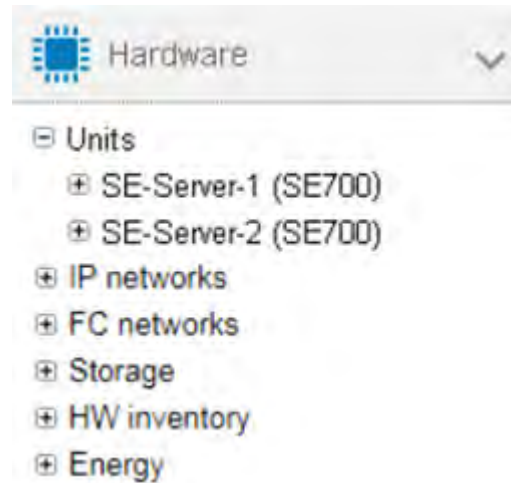 Hardware
Units
SE-Server-1 (SE700)
SE-Server-2 (SE700)
IP networks
FC networks
Storage
HW inventory
Energy